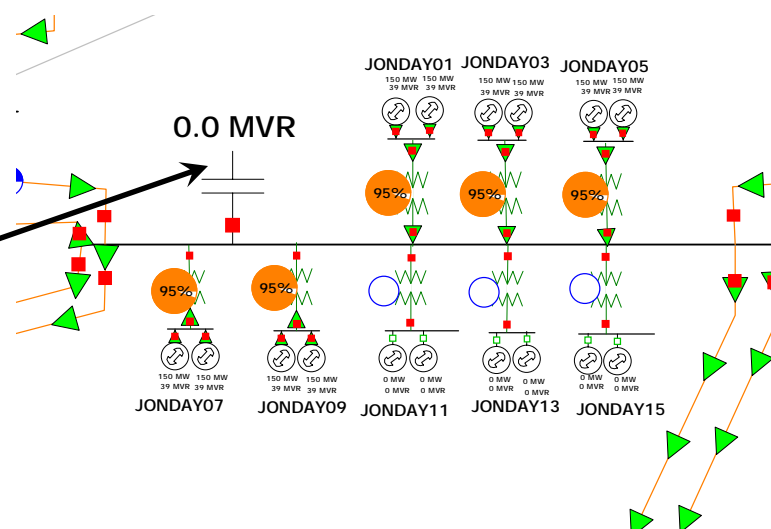 JONDAY01 JONDAY03 JONDAY05
150 MW 150 MW 150 MW 150 MW 150 MW 150 MW
39 MVR 39 MVR 39 MVR 39 MVR 39 MVR 39 MVR
0.0 MVR
95% 95% 95%
95% 95%
150 MW 150 MW 150 MW 150 MW 0 MW 0 MW 0 MW 0 MW 0 MW 0 MW
39 MVR 39 MVR 39 MVR 39 MVR 0 MVR 0 MVR 0 MVR 0 MVR 0 MVR 0 MVR
JONDAY07 JONDAY09 JONDAY11 JONDAY13 JONDAY15